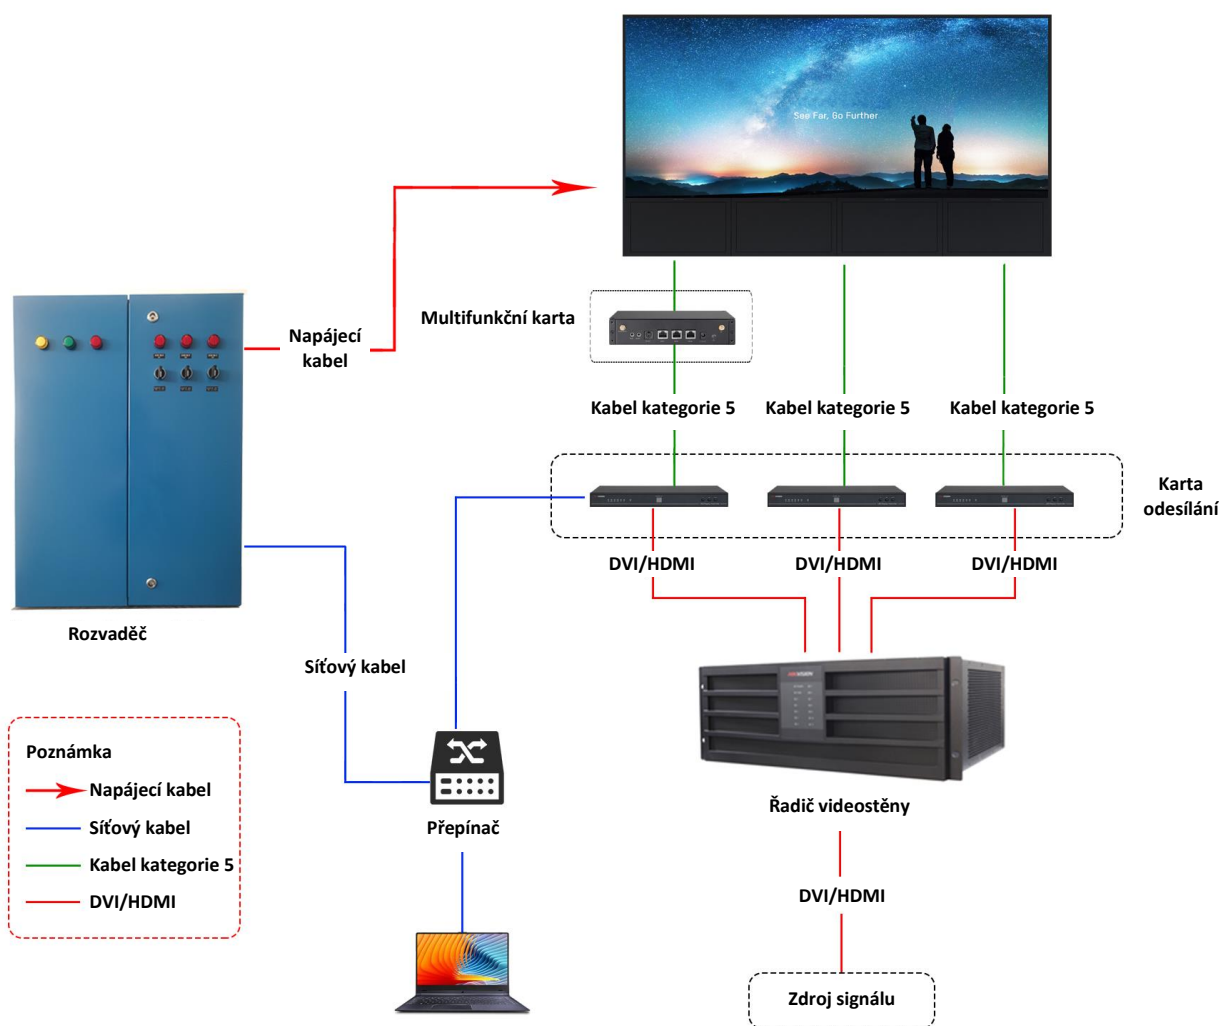 See Far, Go Further
Multifunkční karta
Napájecí
kabel
Kabel kategorie 5
Kabel kategorie 5
Kabel kategorie 5
Karta
odesílání
DVI/HDMI
DVI/HDMI
DVI/HDMI
Rozvaděč
Síťový kabel
HIKVISION
Poznámka
Napájecí kabel
Síťový kabel
Kabel kategorie 5
DVI/HDMI
Přepínač
Řadič videostěny
DVI/HDMI
Zdroj signálu